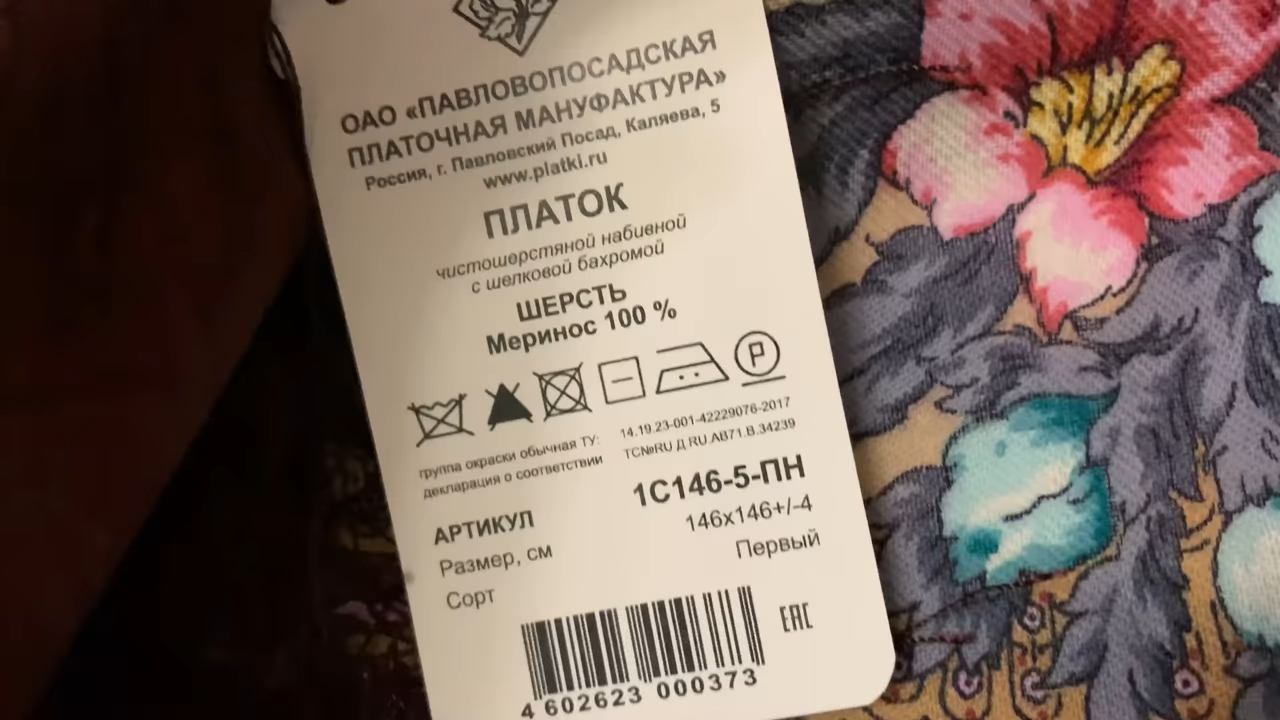 ОАО «ПАВЛОВОПОСАДСКАЯ
ПЛАТОЧНАЯ МАНУФАКТУРА»
Россия, г. Павловский Посад, Каляева, 5
www.platki.ru
ПЛАТОК
чистошерстяной набивной
с шелковой бахромой
ШЕРСТЬ
Меринос 100 %
P
группа окраски обычная ТУ: 14.19.23-001-42229076-2017
декларация о соответствии ТС№RU Д RU.АВ71.В.34239
АРТИКУЛ 1С146-5-ПН
Размер, см 146х146+/-4
Сорт Первый
EAC
4 602623 000373